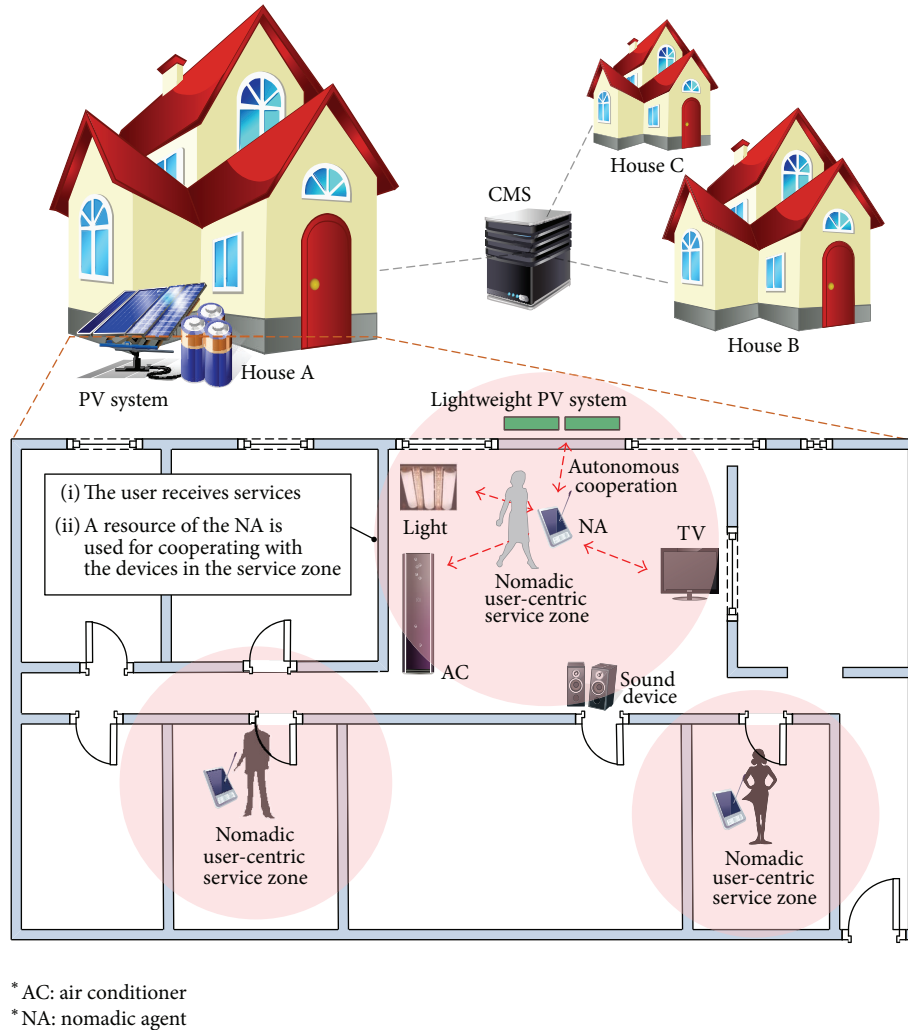 House C
CMS
House B
House A
PV system
Lightweight PV system
(i) The user receives services
(ii) A resource of the NA is
used for cooperating with
the devices in the service zone
Autonomous
cooperation
Light
NA
TV
Nomadic
user-centric
service zone
AC
Sound
device
Nomadic
user-centric
service zone
Nomadic
user-centric
service zone
* AC: air conditioner
* NA: nomadic agent